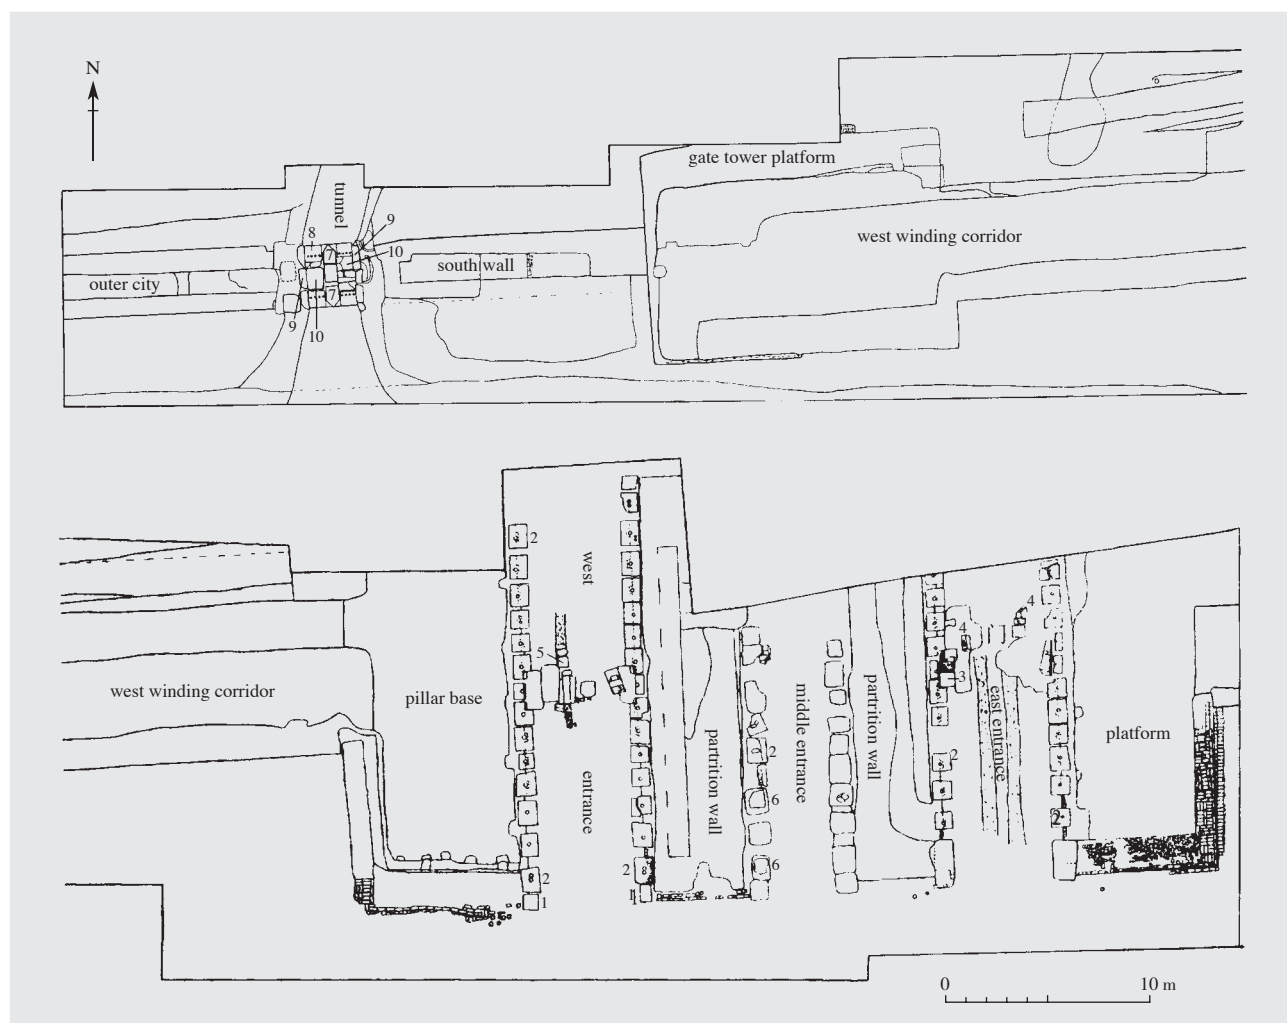 N
gate tower platform
tunnel
9
8
10
7
west winding corridor
south wall
outer city
7
9
10
2
west
4
4
5
3
west winding corridor
pillar base
middle entrance
partrition wall
east entrance
platform
partrition wall
2
2
entrance
6
2
6
2
2
1
1
0
10 m